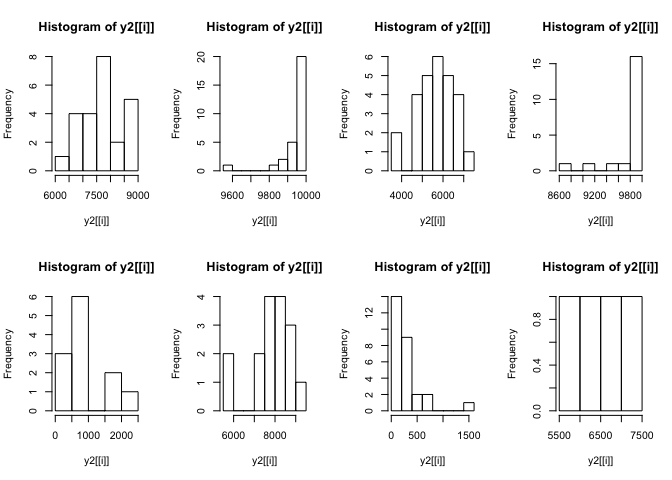 Histogram of y2[[i]] Histogram of y2[[i]] Histogram of y2[[i]] Histogram of y2[[i]]
Frequency Frequency Frequency Frequency
0 2 4 6 8
0 5 10 15 20
0 1 2 3 4 5 6
0 5 10 15
6000 7500 9000
9600 9800 10000
4000 6000
8600 9200 9800
y2[[i]] y2[[i]] y2[[i]] y2[[i]]
Histogram of y2[[i]] Histogram of y2[[i]] Histogram of y2[[i]] Histogram of y2[[i]]
Frequency Frequency Frequency Frequency
0 1 2 3 4 5 6
0 1 2 3 4
0 2 4 6 8 12
0.0 0.4 0.8
0 1000 2000
6000 8000
0 500 1500
5500 6500 7500
y2[[i]] y2[[i]] y2[[i]] y2[[i]]